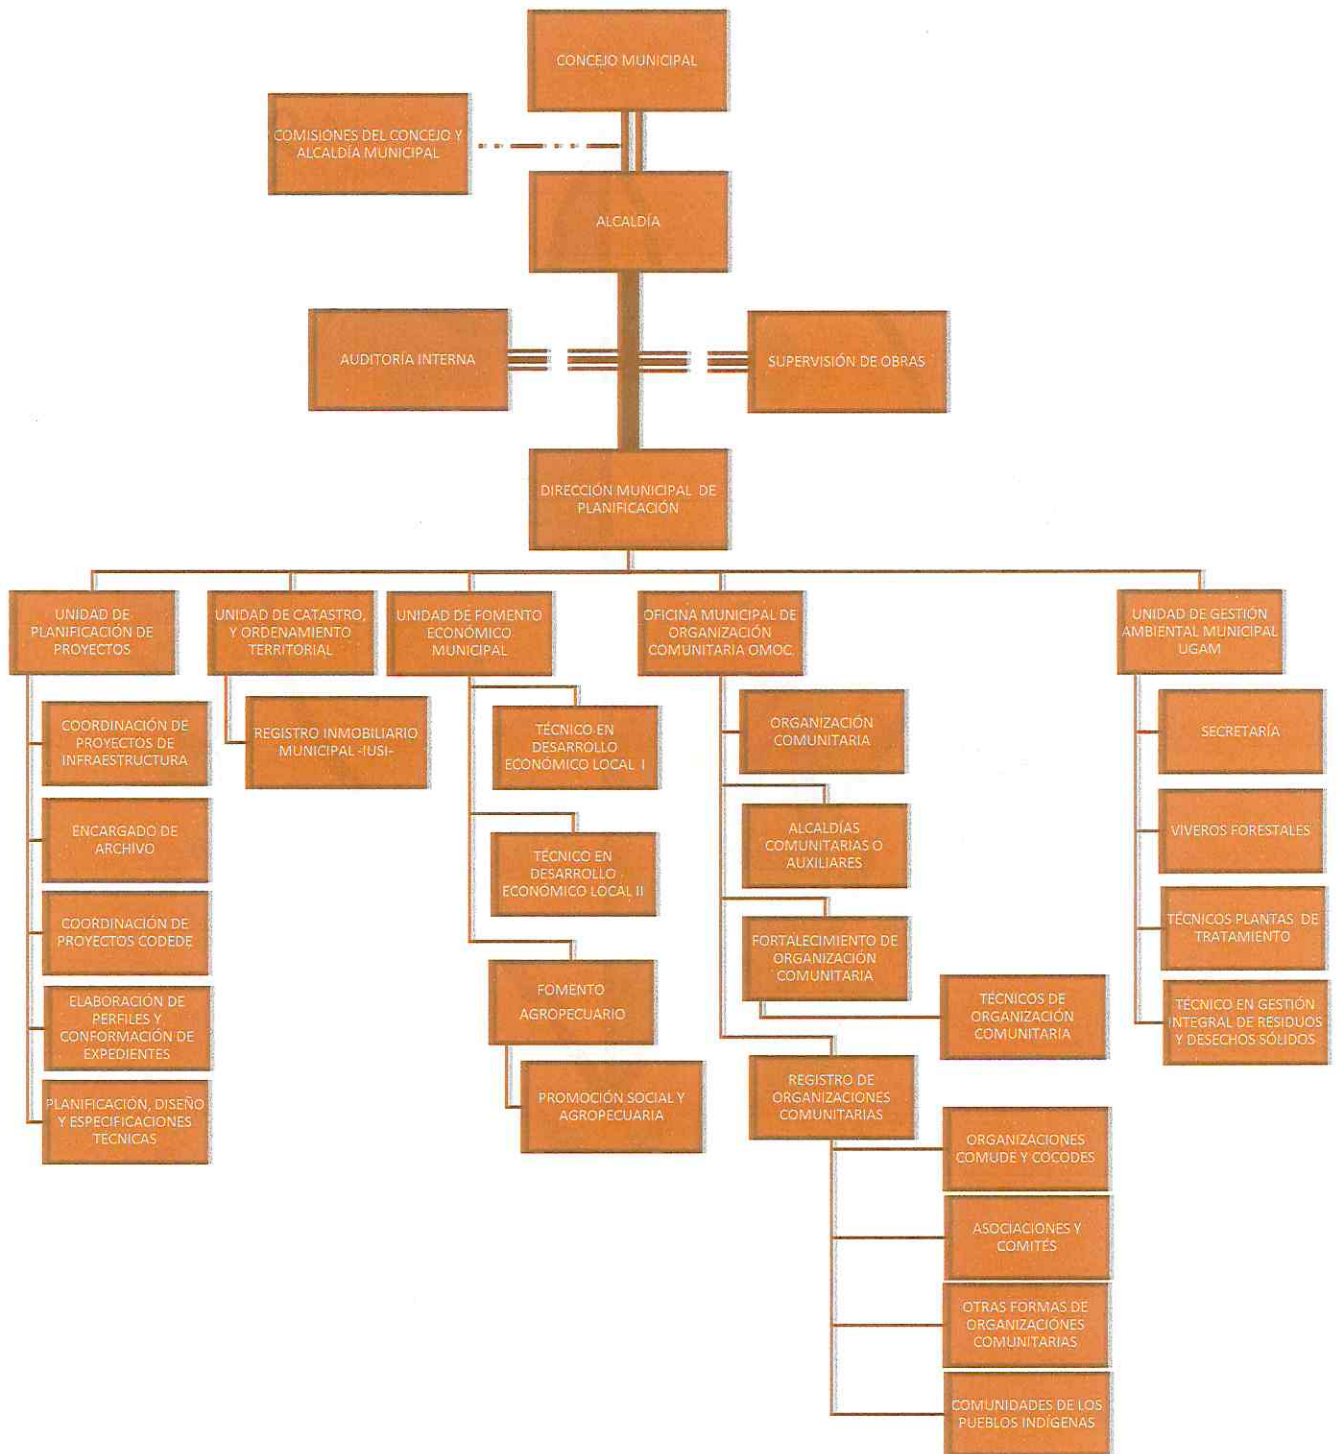 CONCEJO MUNICIPAL
COMISIONES DEL CONCEJO Y
ALCALDÍA MUNICIPAL
ALCALDÍA
AUDITORÍA INTERNA
SUPERVISIÓN DE OBRAS
DIRECCIÓN MUNICIPAL DE
PLANIFICACIÓN
UNIDAD DE
PLANIFICACIÓN DE
PROYECTOS
COORDINACIÓN DE
PROYECTOS DE
INFRAESTRUCTURA
ENCARGADO DE
ARCHIVO
COORDINACIÓN DE
PROYECTOS CODEDE
ELABORACIÓN DE
PERFILES Y
CONFORMACIÓN DE
EXPEDIENTES
PLANIFICACIÓN, DISEÑO
Y ESPECIFICACIONES
TECNICAS
UNIDAD DE CATASTRO,
Y ORDENAMIENTO
TERRITORIAL
REGISTRO INMOBILIARIO
MUNICIPAL -IUSI-
UNIDAD DE FOMENTO
ECONÓMICO
MUNICIPAL
TÉCNICO EN
DESARROLLO
ECONÓMICO LOCAL I
TÉCNICO EN
DESARROLLO
ECONÓMICO LOCAL II
FOMENTO
AGROPECUARIO
PROMOCIÓN SOCIAL Y
AGROPECUARIA
OFICINA MUNICIPAL DE
ORGANIZACIÓN
COMUNITARIA OMOC.
ORGANIZACIÓN
COMUNITARIA
ALCALDÍAS
COMUNITARIAS O
AUXILIARES
FORTALECIMIENTO DE
ORGANIZACIÓN
COMUNITARIA
TÉCNICOS DE
ORGANIZACIÓN
COMUNITARIA
REGISTRO DE
ORGANIZACIONES
COMUNITARIAS
ORGANIZACIONES
COMUDE Y COCODES
ASOCIACIONES Y
COMITÉS
OTRAS FORMAS DE
ORGANIZACIÓNES
COMUNITARIAS
COMUNIDADES DE LOS
PUEBLOS INDÍGENAS
UNIDAD DE GESTIÓN
AMBIENTAL MUNICIPAL
UGAM
SECRETARÍA
VIVEROS FORESTALES
TÉCNICOS PLANTAS DE
TRATAMIENTO
TÉCNICO EN GESTIÓN
INTEGRAL DE RESIDUOS
Y DESECHOS SÓLIDOS